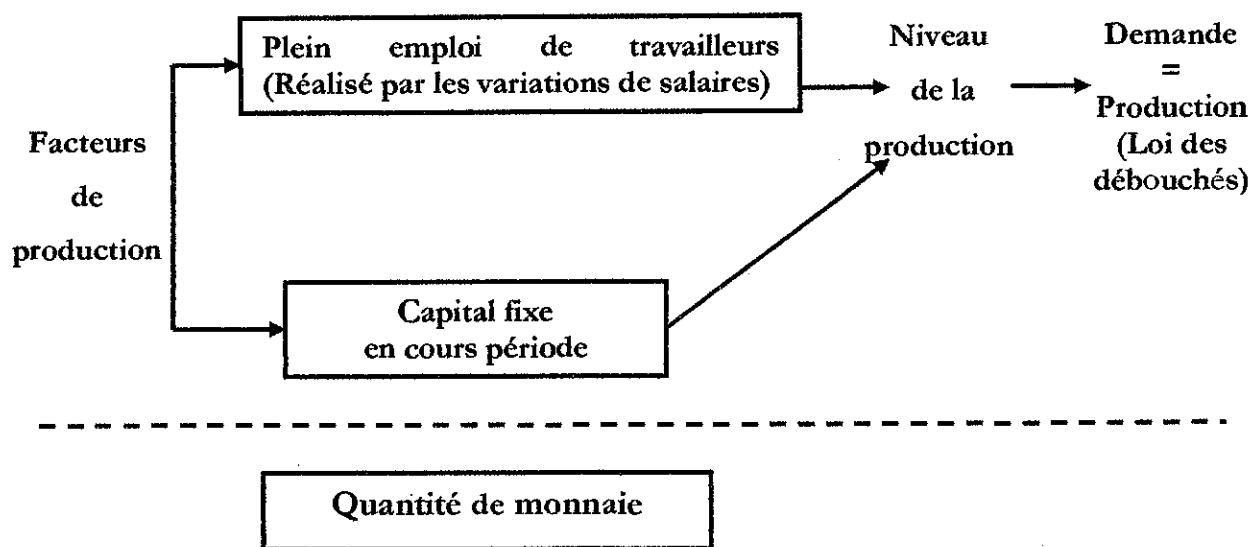 Facteurs
de
production
Plein emploi de travailleurs
(Réalisé par les variations de salaires)
Capital fixe
en cours période
Niveau
de la
production
Demande
=
Production
(Loi des
débouchés)
Quantité de monnaie